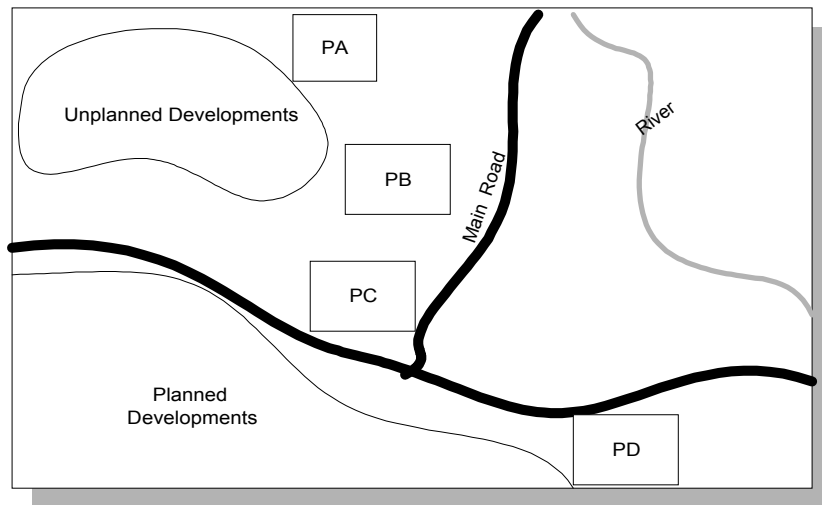 PA
Unplanned Developments
River
PB
Main Road
PC
Planned
Developments
PD